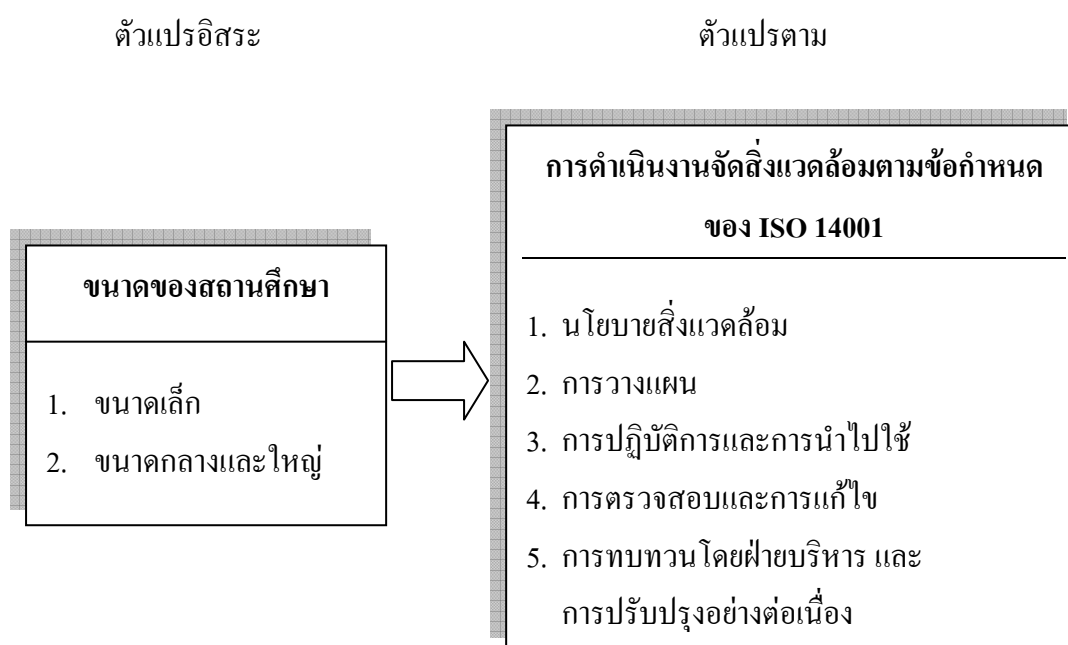 ตัวแปรอิสระ
ตัวแปรตาม
ขนาดของสถานศึกษา
1. ขนาดเล็ก
2. ขนาดกลางและใหญ่
การดำเนินงานจัดสิ่งแวดล้อมตามข้อกำหนด
ของ ISO 14001
1. นโยบายสิ่งแวดล้อม
2. การวางแผน
3. การปฏิบัติการและการนำไปใช้
4. การตรวจสอบและการแก้ไข
5. การทบทวนโดยฝ่ายบริหาร และ
การปรับปรุงอย่างต่อเนื่อง